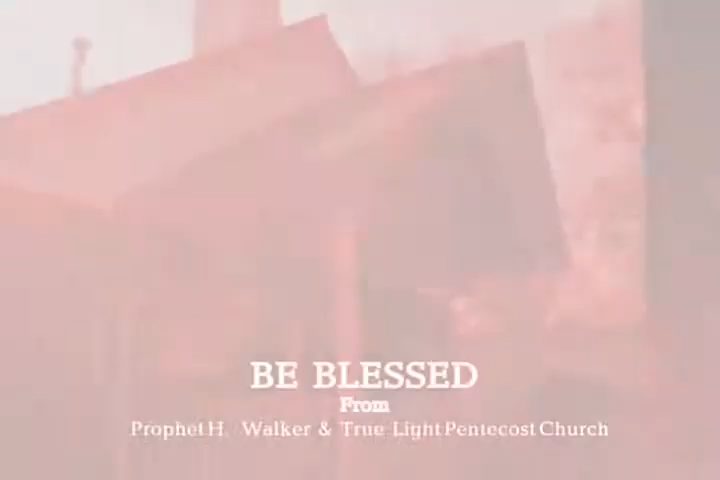 BE BLESSED
From
Prophet H. Walker & True Light Pentecost Church